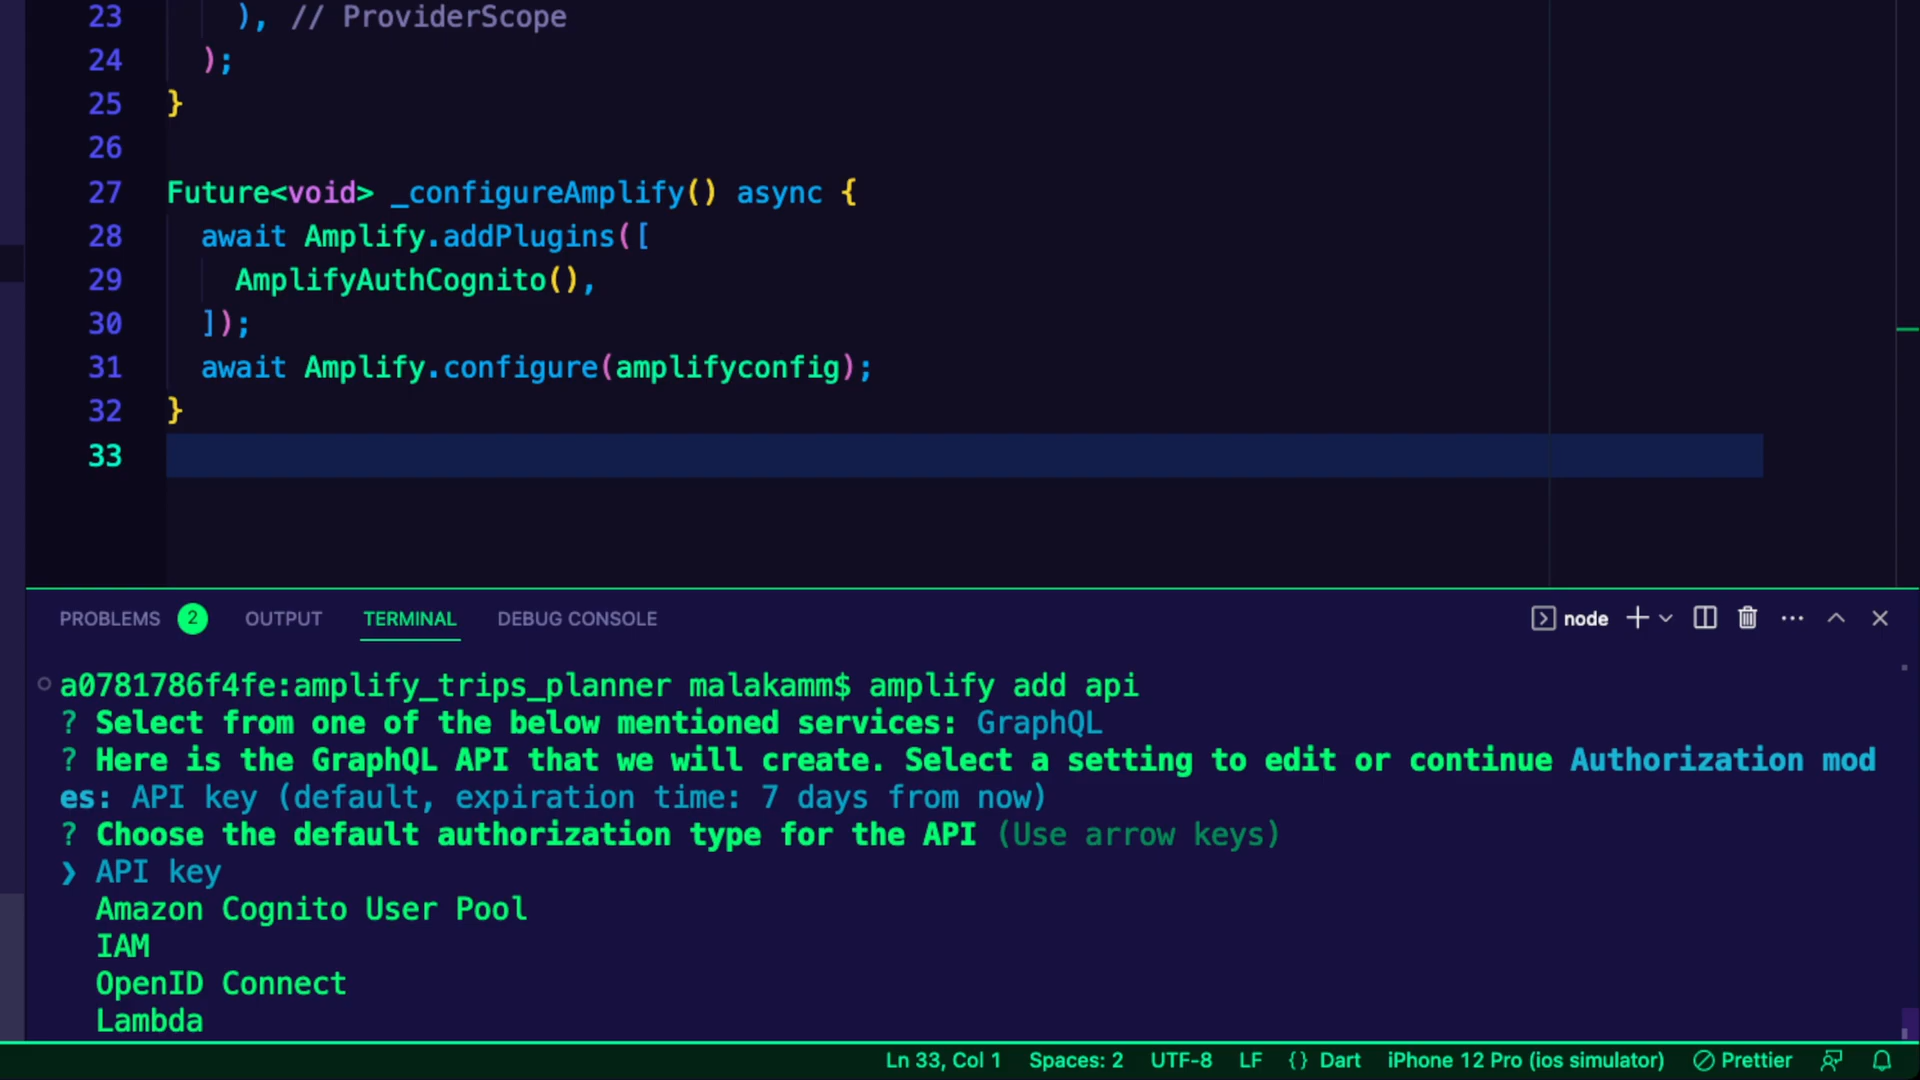 23 ), // ProviderScope
24 );
25 }
26
27 Future<void> _configureAmplify() async {
28 await Amplify.addPlugins([
29 AmplifyAuthCognito(),
30 ]);
31 await Amplify.configure(amplifyconfig);
32 }
33
PROBLEMS 2 OUTPUT TERMINAL DEBUG CONSOLE node
a0781786f4fe:amplify_trips_planner malakamm$ amplify add api
? Select from one of the below mentioned services: GraphQL
? Here is the GraphQL API that we will create. Select a setting to edit or continue Authorization mod
es: API key (default, expiration time: 7 days from now)
? Choose the default authorization type for the API (Use arrow keys)
❯ API key
Amazon Cognito User Pool
IAM
OpenID Connect
Lambda
Ln 33, Col 1 Spaces: 2 UTF-8 LF {} Dart iPhone 12 Pro (ios simulator) Prettier